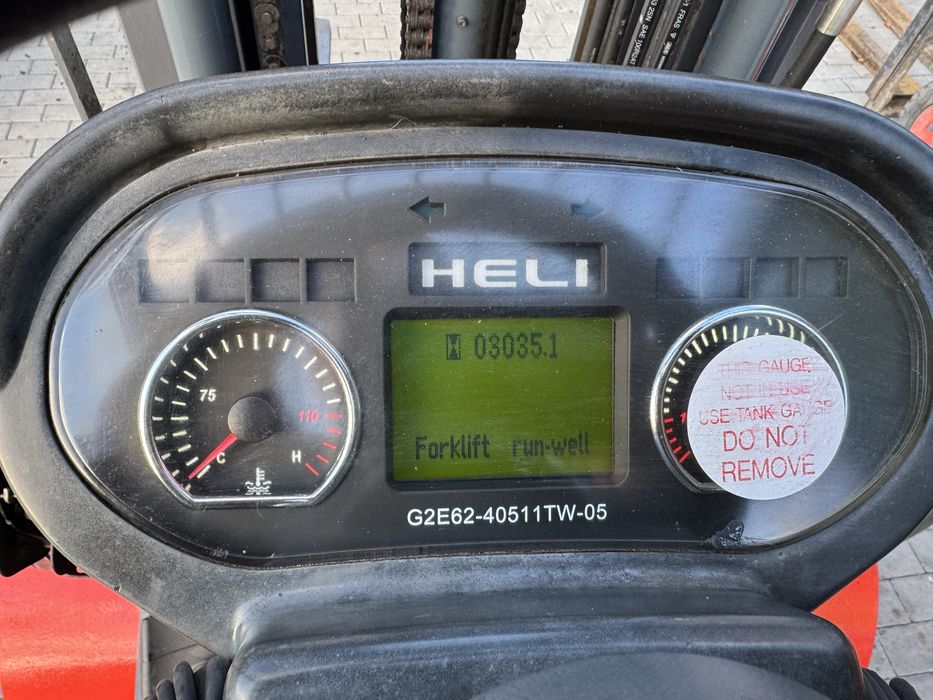 HELI
03035.1
Forklift run-well
75
110
C
H
THIS GAUGE
NOT IN USE
USE TANK GAUGE
DO NOT
REMOVE
G2E62-40511TW-05